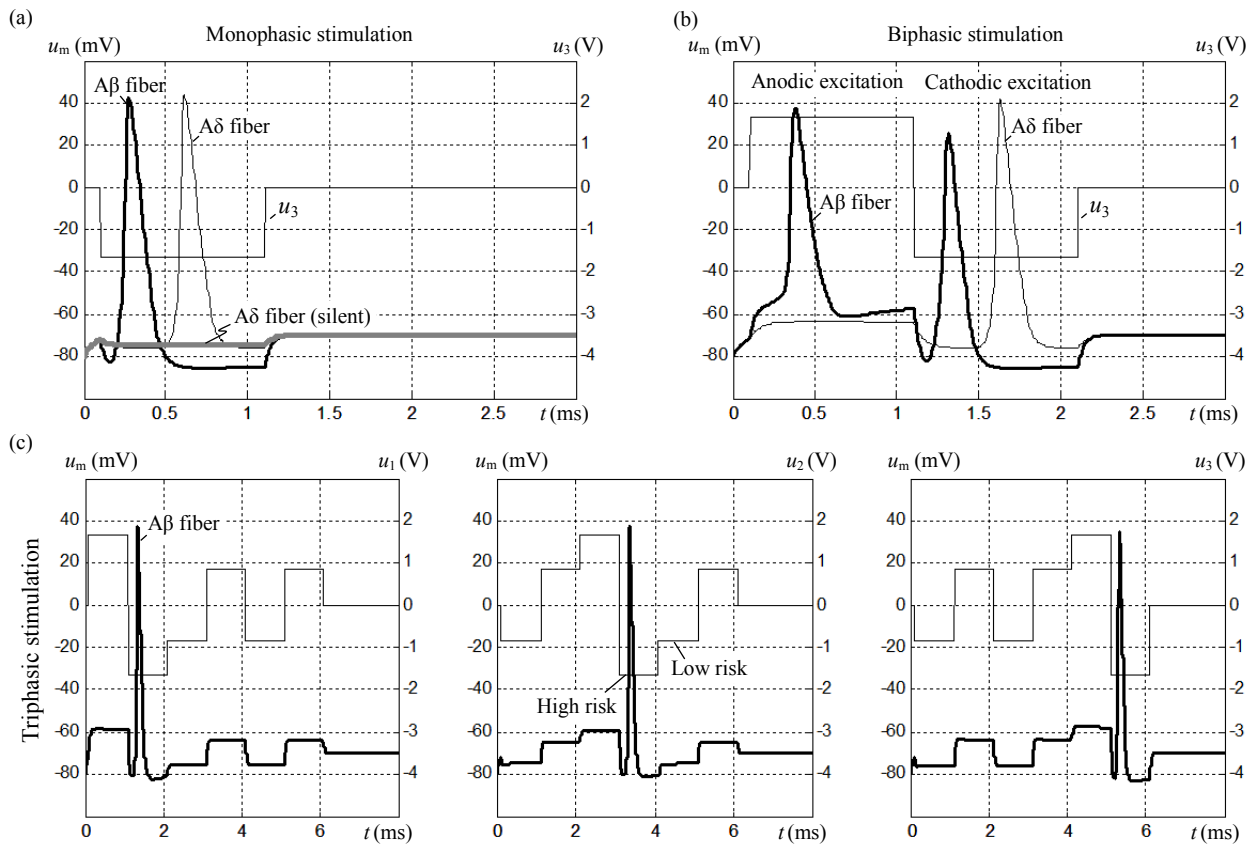 (a)
u_m (mV)
Monophasic stimulation
u_3 (V)
Aβ fiber
Aδ fiber
u_3
Aδ fiber (silent)
40
20
0
-20
-40
-60
-80
2
1
0
1
2
-3
-4
0
0.5
1
1.5
2
2.5
t (ms)
(b)
u_m (mV)
Biphasic stimulation
u_3 (V)
Anodic excitation
Cathodic excitation
Aδ fiber
Aβ fiber
u_3
40
20
0
-20
-40
-60
-80
2
1
0
1
2
-3
-4
0
0.5
1
1.5
2
2.5
t (ms)
(c)
Triphasic stimulation
u_m (mV)
u_1 (V)
Aβ fiber
40
20
0
-20
-40
-60
-80
2
1
0
-1
-2
-3
-4
0
2
4
6
t (ms)
u_m (mV)
u_2 (V)
Low risk
High risk
40
20
0
-20
-40
-60
-80
2
1
0
-1
-2
-3
-4
0
2
4
6
t (ms)
u_m (mV)
u_3 (V)
40
20
0
-20
-40
-60
-80
2
1
0
-1
-2
-3
-4
0
2
4
6
t (ms)